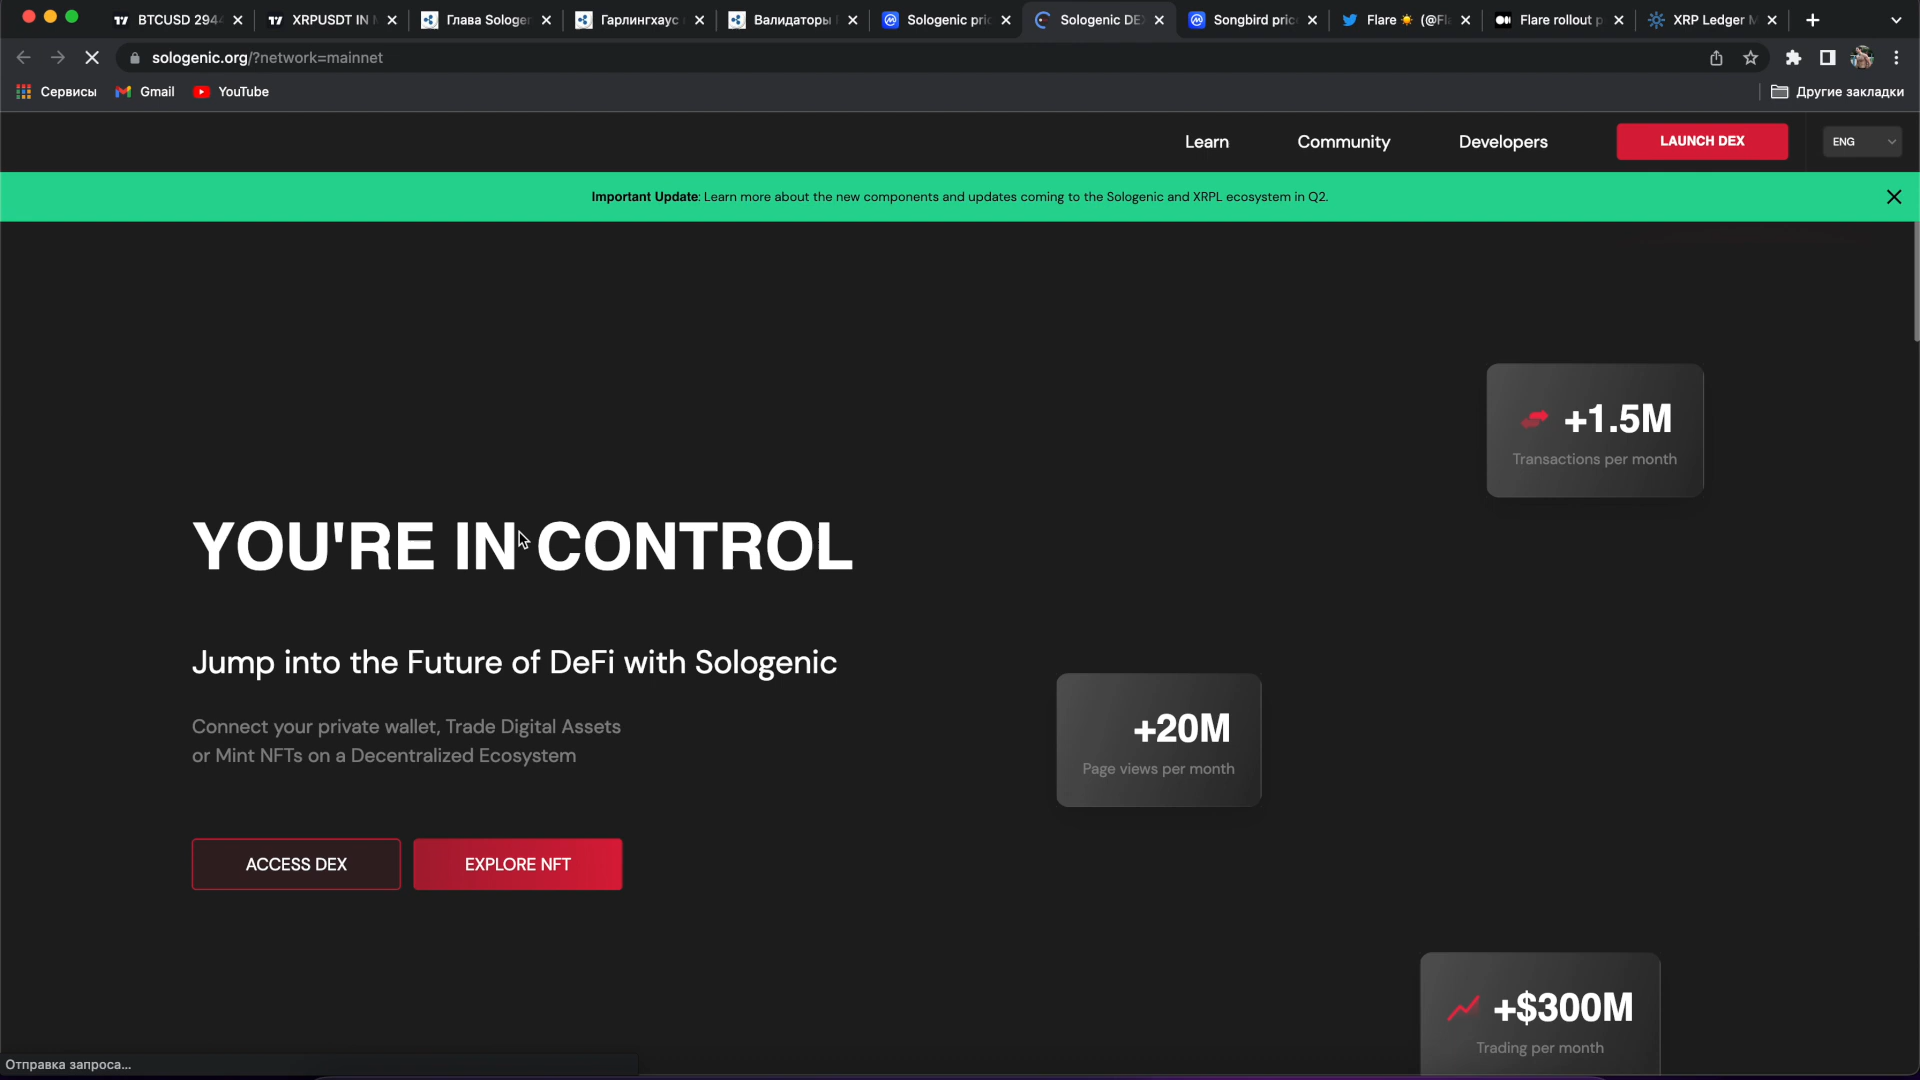 BTCUSD 294
XRPUSDT IN
Глава Sologen
Гарлингхаус
Валидаторы
Sologenic pri
Sologenic DE
Songbird pric
Flare ☀️ (@Fl
Flare rollout p
XRP Ledger
sologenic.org/?network=mainnet
Сервисы
Gmail
YouTube
Другие закладки
Learn
Community
Developers
LAUNCH DEX
ENG
Important Update: Learn more about the new components and updates coming to the Sologenic and XRPL ecosystem in Q2.
+1.5M
Transactions per month
YOU'RE IN CONTROL
Jump into the Future of DeFi with Sologenic
Connect your private wallet, Trade Digital Assets
or Mint NFTs on a Decentralized Ecosystem
+20M
Page views per month
ACCESS DEX
EXPLORE NFT
+$300M
Trading per month
Отправка запроса...